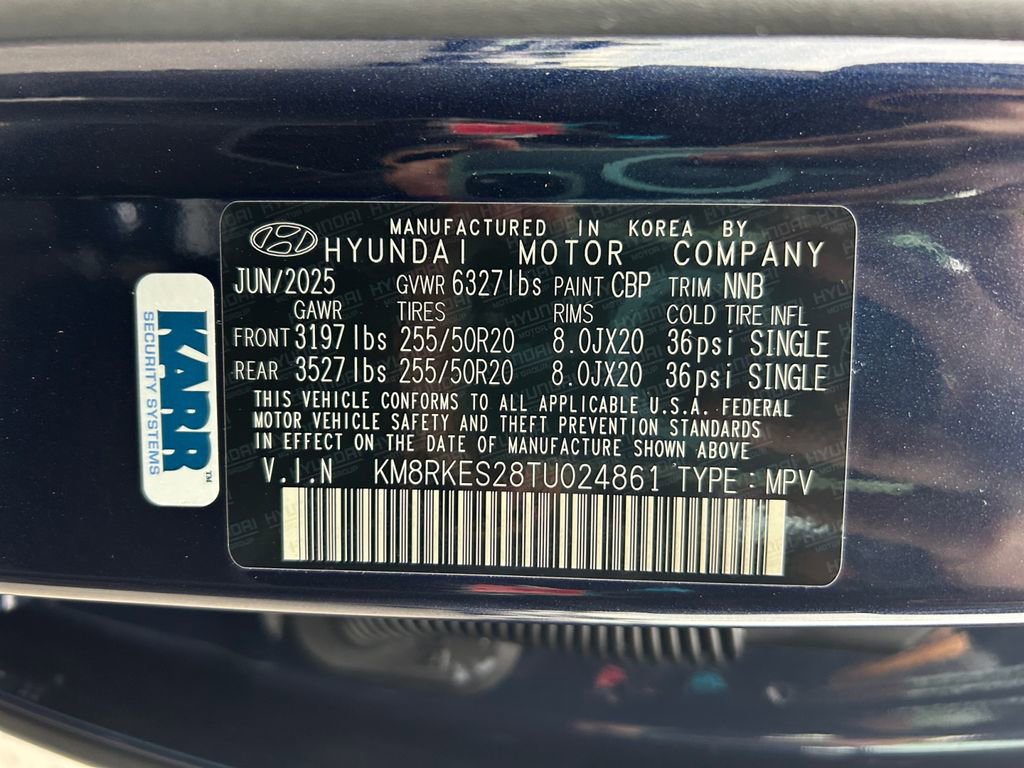 MANUFACTURED IN KOREA BY
HYUNDAI MOTOR COMPANY
JUN/2025 GVWR 6327lbs PAINT CBP TRIM NNB
GAWR TIRES RIMS COLD TIRE INFL
FRONT 3197lbs 255/50R20 8.0JX20 36psi SINGLE
REAR 3527lbs 255/50R20 8.0JX20 36psi SINGLE
THIS VEHICLE CONFORMS TO ALL APPLICABLE U.S.A. FEDERAL
MOTOR VEHICLE SAFETY AND THEFT PREVENTION STANDARDS
IN EFFECT ON THE DATE OF MANUFACTURE SHOWN ABOVE
V.I.N KM8RKES28TU024861 TYPE : MPV
KARR™
SECURITY SYSTEMS